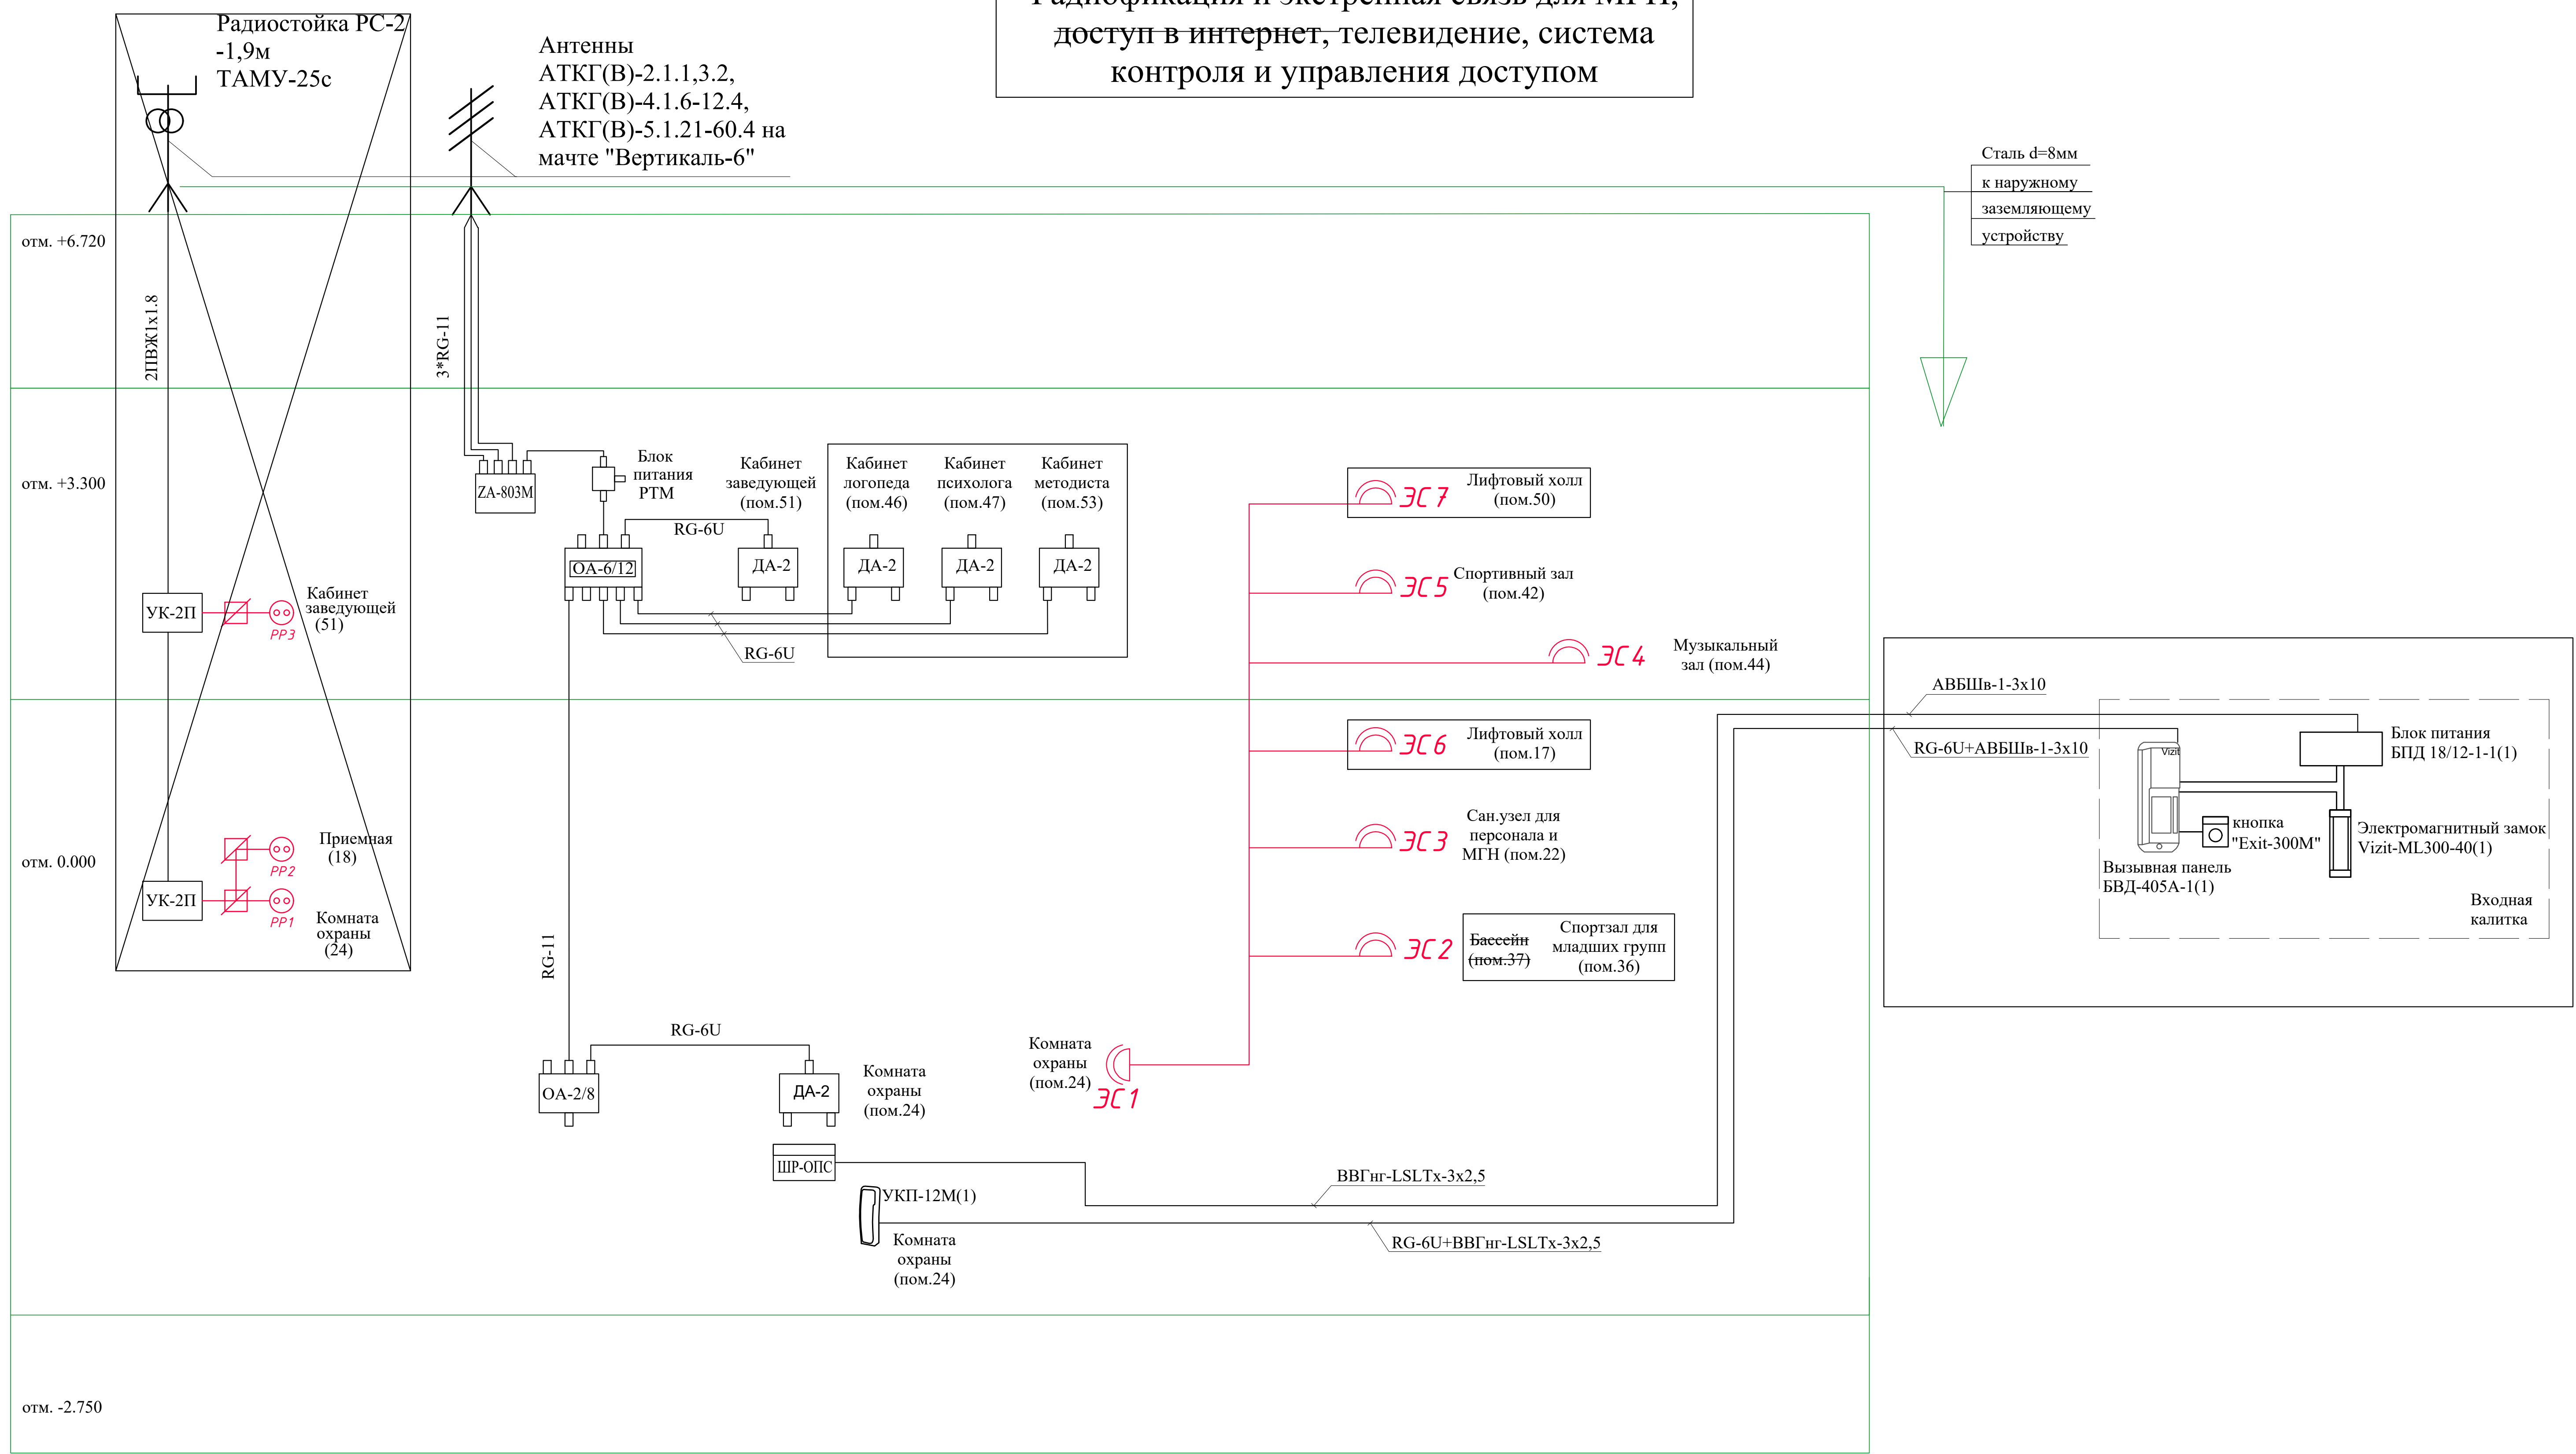 Радиофикация и экстренная связь для МГН,
доступ в интернет, телевидение, система
контроля и управления доступом
Радиостойка РС-2
-1,9м
ТАМУ-25с
Антенны
АТКГ(В)-2.1.1,3.2,
АТКГ(В)-4.1.6-12.4,
АТКГ(В)-5.1.21-60.4 на
мачте "Вертикаль-6"
Сталь d=8мм
к наружному
заземляющему
устройству
отм. +6.720
2ПВЖ1х1.8
3*RG-11
отм. +3.300
ZA-803M
Блок
питания
РТМ
Кабинет
заведующей
(пом.51)
Кабинет
логопеда
(пом.46)
Кабинет
психолога
(пом.47)
Кабинет
методиста
(пом.53)
RG-6U
ОА-6/12
ДА-2
ДА-2
ДА-2
ДА-2
RG-6U
УК-2П
РР3
Кабинет
заведующей
(51)
ЭС7
Лифтовый холл
(пом.50)
ЭС5
Спортивный зал
(пом.42)
ЭС4
Музыкальный
зал (пом.44)
ЭС6
Лифтовый холл
(пом.17)
ЭС3
Сан.узел для
персонала и
МГН (пом.22)
ЭС2
Бассейн
(пом.37)
Спортзал для
младших групп
(пом.36)
Комната
охраны
(пом.24)
ЭС1
отм. 0.000
Приемная
(18)
РР2
УК-2П
РР1
Комната
охраны
(24)
RG-11
RG-6U
ОА-2/8
ДА-2
Комната
охраны
(пом.24)
ШР-ОПС
УКП-12М(1)
Комната
охраны
(пом.24)
ВВГнг-LSLTx-3х2,5
RG-6U+ВВГнг-LSLTx-3х2,5
АВБШв-1-3х10
RG-6U+АВБШв-1-3х10
Vizit
Блок питания
БПД 18/12-1-1(1)
кнопка
"Exit-300M"
Электромагнитный замок
Vizit-ML300-40(1)
Вызывная панель
БВД-405А-1(1)
Входная
калитка
отм. -2.750